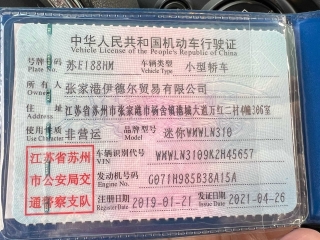 中华人民共和国机动车行驶证
Vehicle License of the People's Republic of China
号牌号码 苏E188HM 车辆类型 小型轿车
Plate No. Vehicle Type
所有人 张家港伊德尔贸易有限公司
Owner
住址 江苏省苏州市张家港市杨舍镇港城大道万红二村4幢306室
Address
使用性质 非营运 品牌型号 迷你WMWLN310
Use Character Model
江苏省苏州
市公安局交
通警察支队
车辆识别代号 WMWLN3109K2H45657
VIN
发动机号码 G071H985B38A15A
Engine No.
注册日期 2019-01-21 发证日期 2021-04-26
Register Date Issue Date